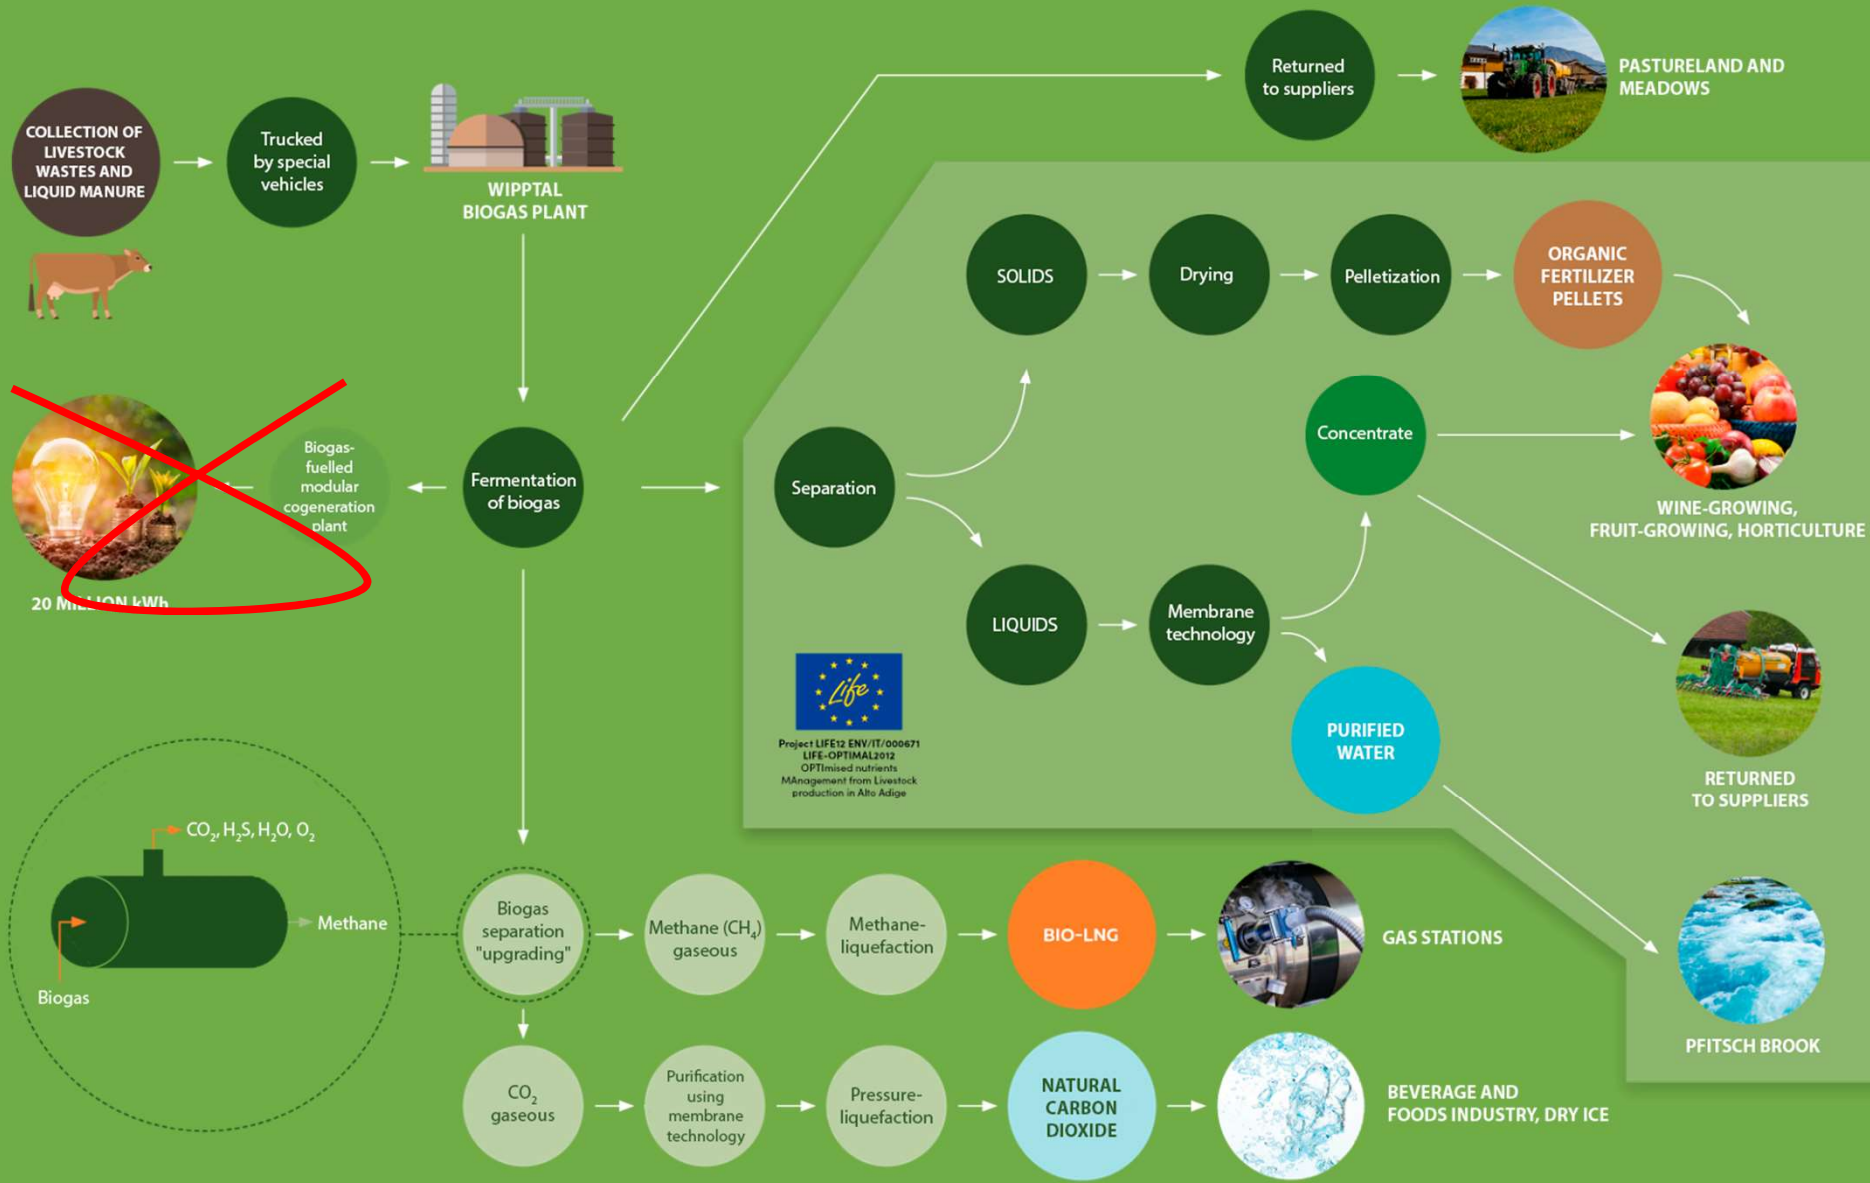 COLLECTION OF
LIVESTOCK
WASTES AND
LIQUID MANURE
Trucked
by special
vehicles
WIPPTAL
BIOGAS PLANT
Returned
to suppliers
PASTURELAND AND
MEADOWS
SOLIDS
Drying
Pelletization
ORGANIC
FERTILIZER
PELLETS
Biogas-
fuelled
modular
cogeneration
plant
20 MILLION kWh
Fermentation
of biogas
Separation
Concentrate
WINE-GROWING,
FRUIT-GROWING, HORTICULTURE
LIQUIDS
Membrane
technology
PURIFIED
WATER
RETURNED
TO SUPPLIERS
Life
Project LIFE12 ENV/IT/000671
LIFE-OPTIMAL2012
OPTImised nutrients
MAnagement from Livestock
production in Alto Adige
CO₂, H₂S, H₂O, O₂
Methane
Biogas
Biogas
separation
"upgrading"
Methane (CH₄)
gaseous
Methane-
liquefaction
BIO-LNG
GAS STATIONS
PFITSCH BROOK
CO₂
gaseous
Purification
using
membrane
technology
Pressure-
liquefaction
NATURAL
CARBON
DIOXIDE
BEVERAGE AND
FOODS INDUSTRY, DRY ICE